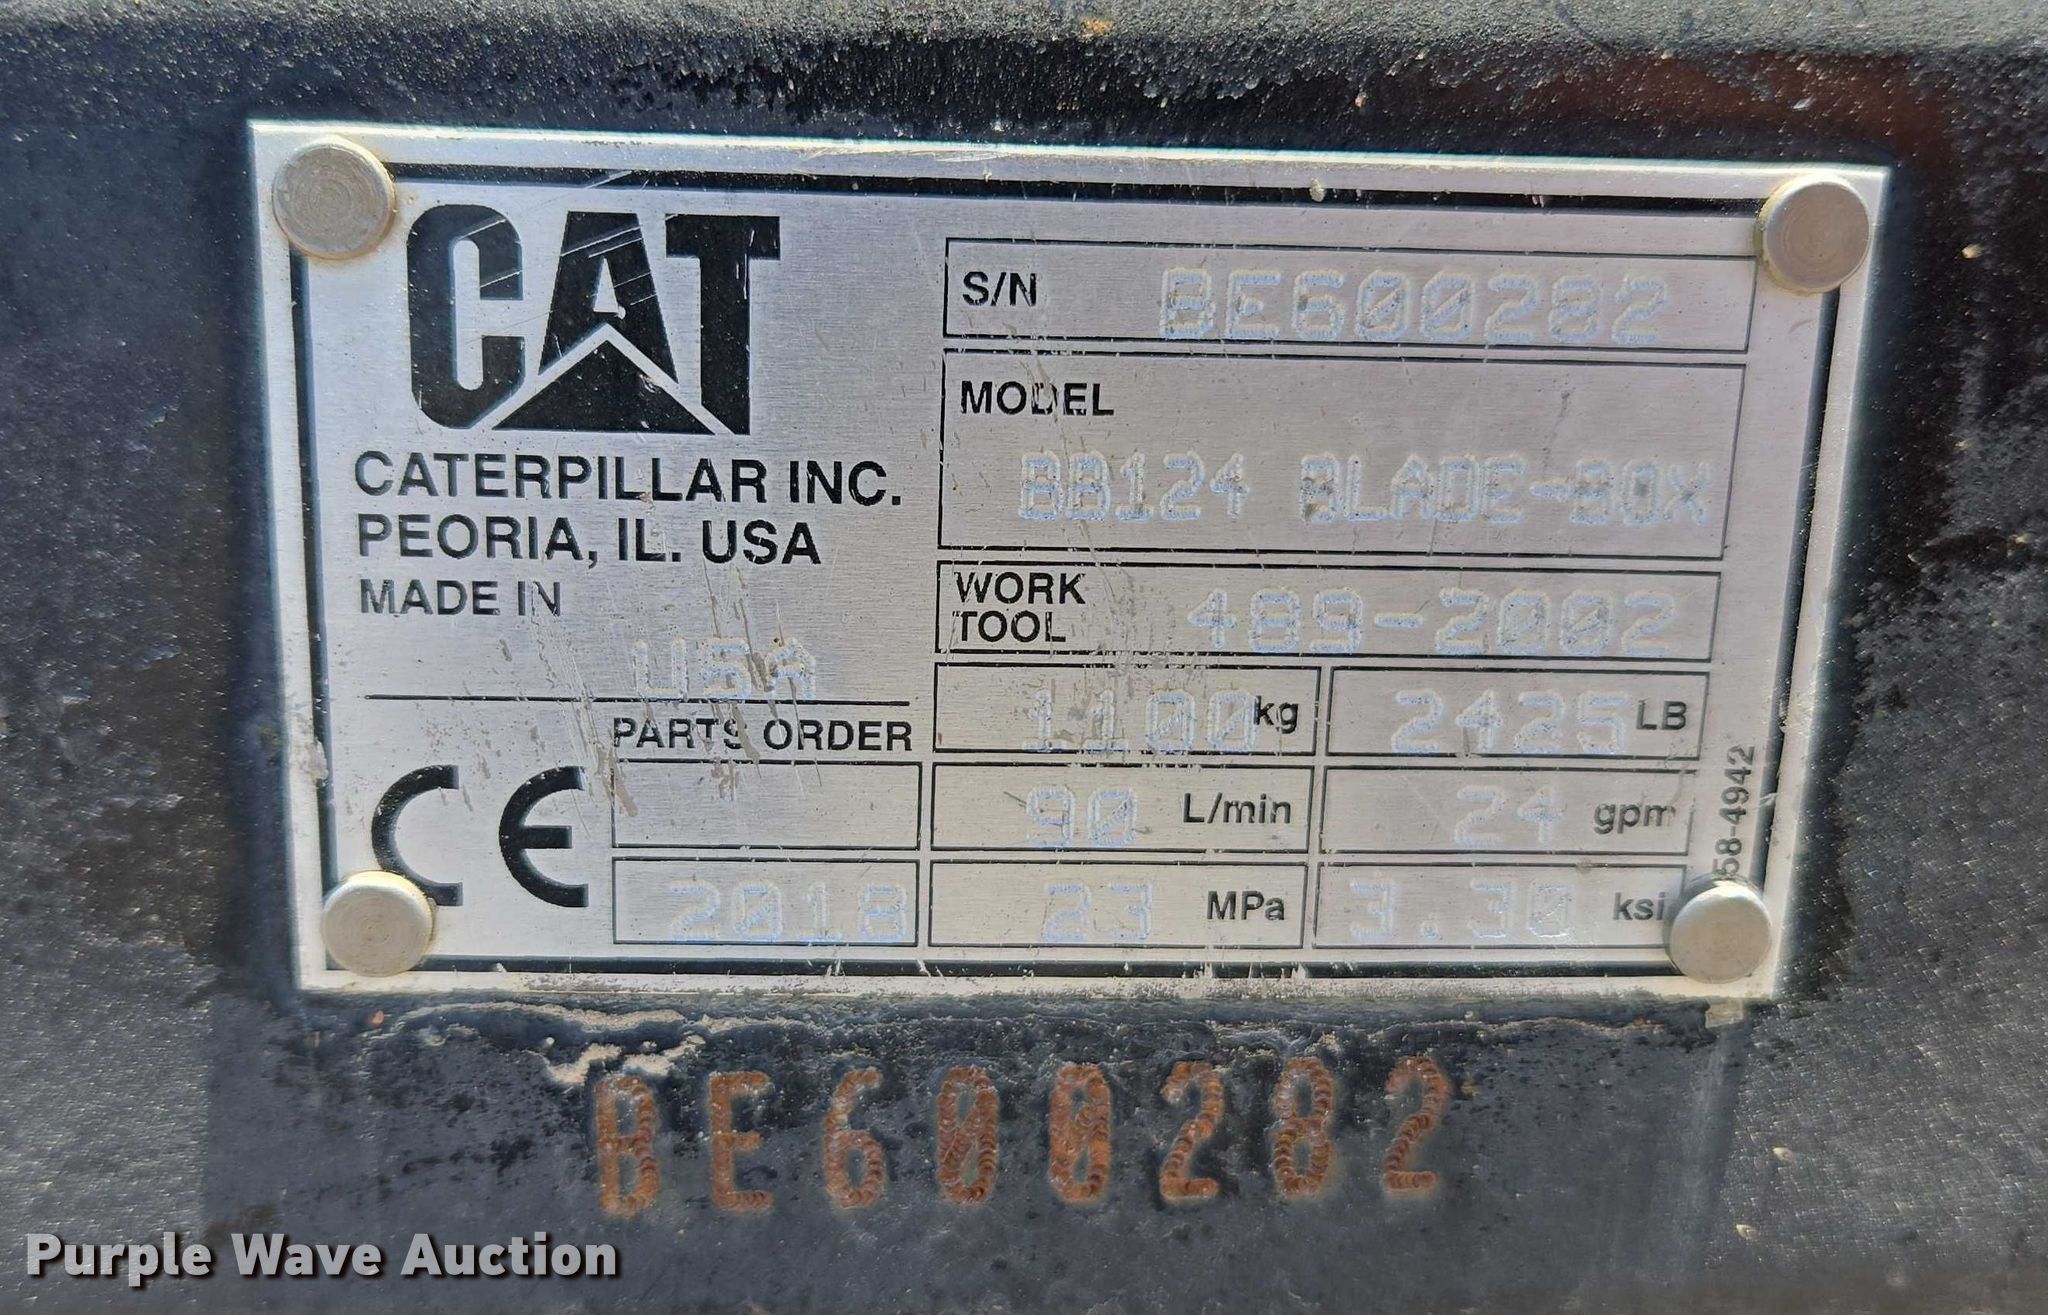 CAT
CATERPILLAR INC.
PEORIA, IL. USA
MADE IN
USA
PARTS ORDER
CE
2018
S/N BE600282
MODEL
BB124 BLADE-BOX
WORK TOOL 489-2002
1100 kg 2425 LB
90 L/min 24 gpm
23 MPa 3.30 ksi
58-4942
BE600282
Purple Wave Auction